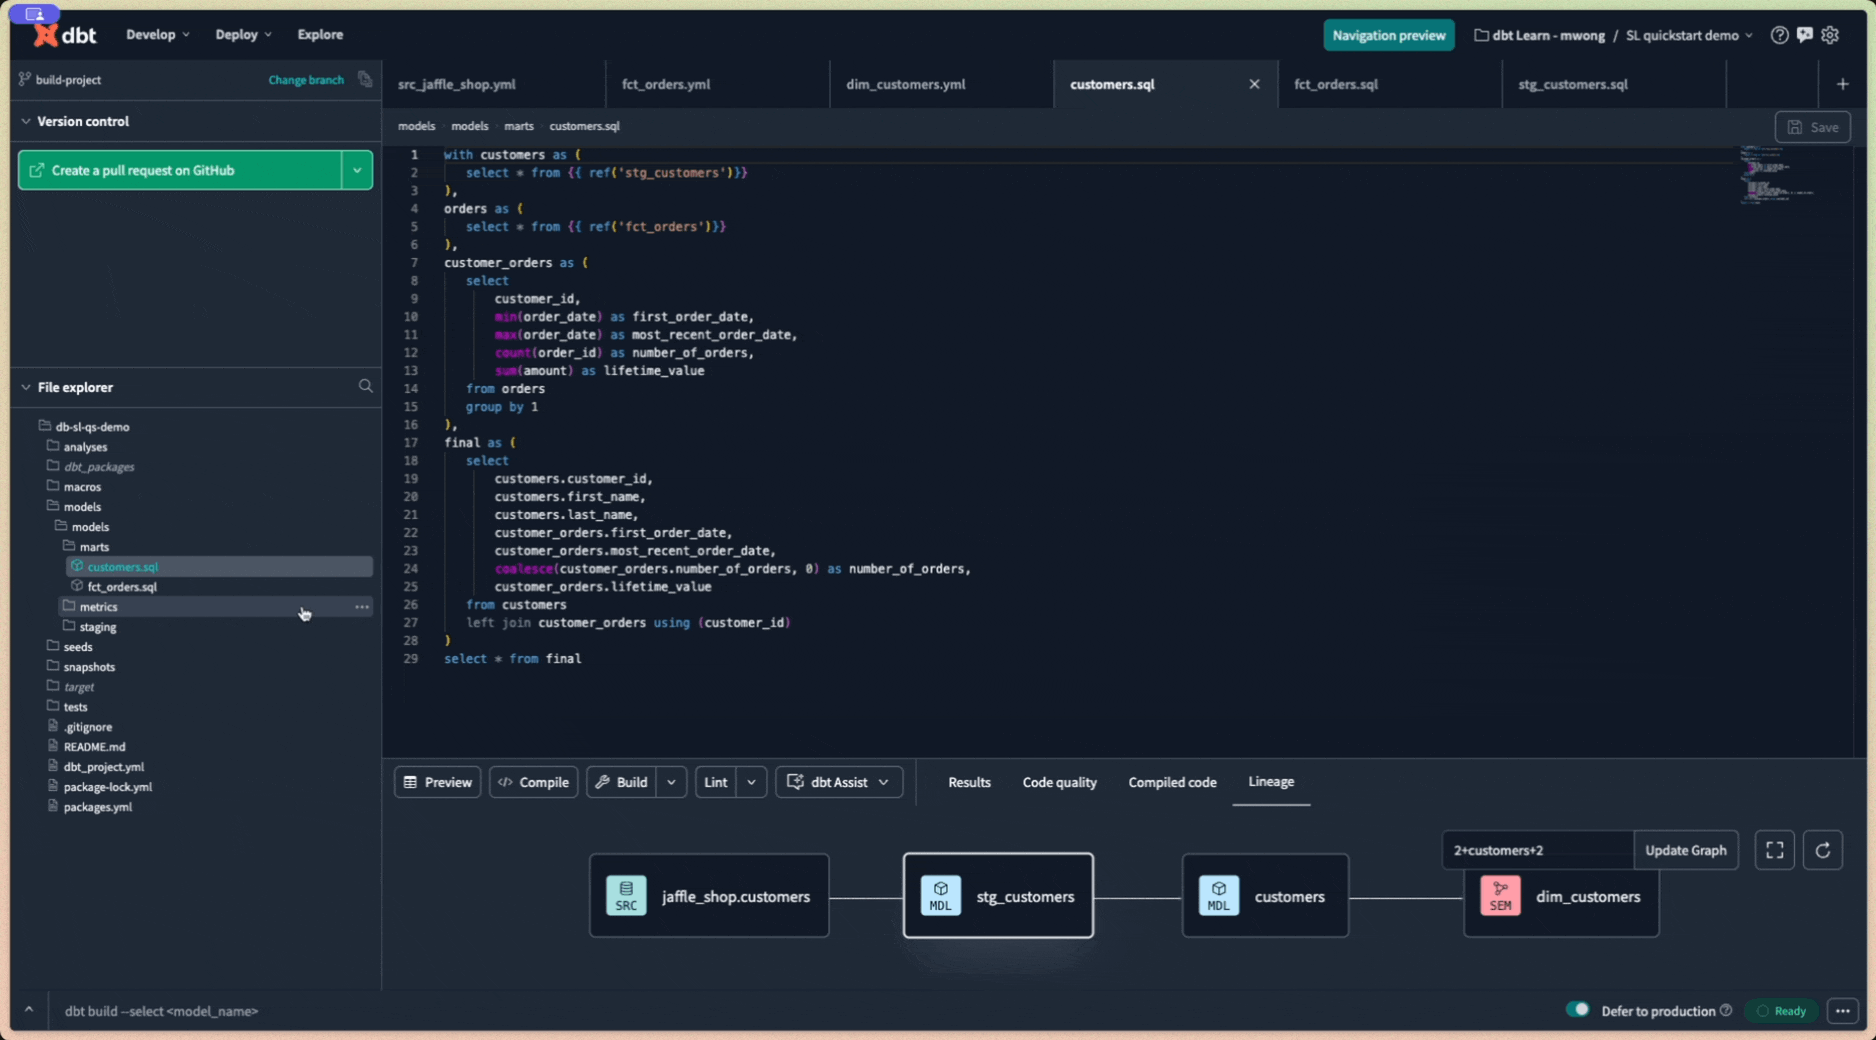 dbt
Develop
Deploy
Explore
Navigation preview
dbt Learn - mwong / SL quickstart demo
build-project
Change branch
Version control
Create a pull request on GitHub
File explorer
db-sl-qs-demo
analyses
dbt_packages
macros
models
models
marts
customers.sql
fct_orders.sql
metrics
staging
seeds
snapshots
target
tests
.gitignore
README.md
dbt_project.yml
package-lock.yml
packages.yml
src_jaffle_shop.yml
fct_orders.yml
dim_customers.yml
customers.sql
fct_orders.sql
stg_customers.sql
models models marts customers.sql
Save
1 with customers as (
2 select * from {{ ref('stg_customers')}}
3 ),
4 orders as (
5 select * from {{ ref('fct_orders')}}
6 ),
7 customer_orders as (
8 select
9 customer_id,
10 min(order_date) as first_order_date,
11 max(order_date) as most_recent_order_date,
12 count(order_id) as number_of_orders,
13 sum(amount) as lifetime_value
14 from orders
15 group by 1
16 ),
17 final as (
18 select
19 customers.customer_id,
20 customers.first_name,
21 customers.last_name,
22 customer_orders.first_order_date,
23 customer_orders.most_recent_order_date,
24 coalesce(customer_orders.number_of_orders, 0) as number_of_orders,
25 customer_orders.lifetime_value
26 from customers
27 left join customer_orders using (customer_id)
28 )
29 select * from final
Preview
Compile
Build
Lint
dbt Assist
Results
Code quality
Compiled code
Lineage
2+customers+2
Update Graph
SRC jaffle_shop.customers
MDL stg_customers
MDL customers
SEM dim_customers
dbt build --select <model_name>
Defer to production
Ready